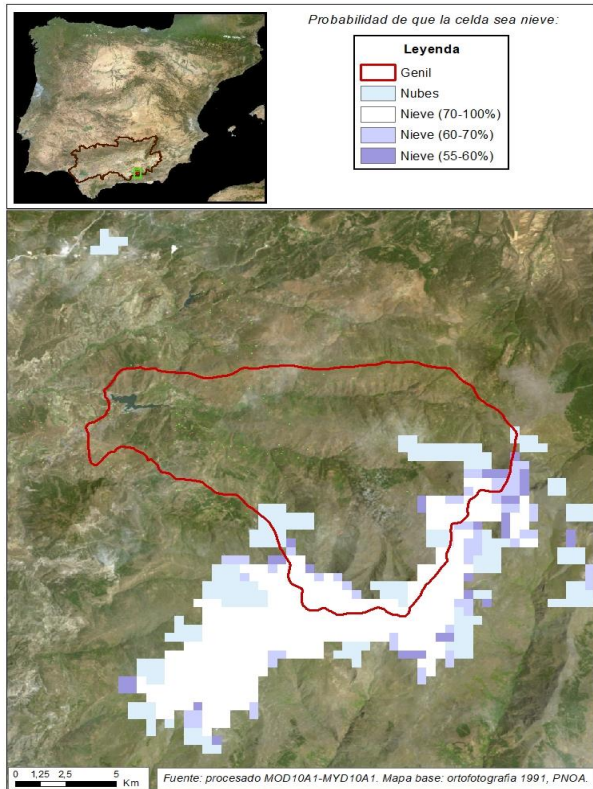 Probabilidad de que la celda sea nieve:
Leyenda
Genil
Nubes
Nieve (70-100%)
Nieve (60-70%)
Nieve (55-60%)
0 1,25 2,5 5
Km
Fuente: procesado MOD10A1-MYD10A1. Mapa base: ortofotografia 1991, PNOA.